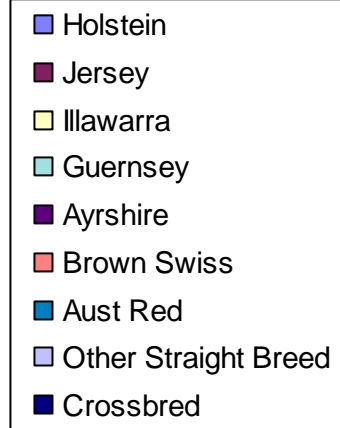 Holstein
Jersey
Illawarra
Guernsey
Ayrshire
Brown Swiss
Aust Red
Other Straight Breed
Crossbred